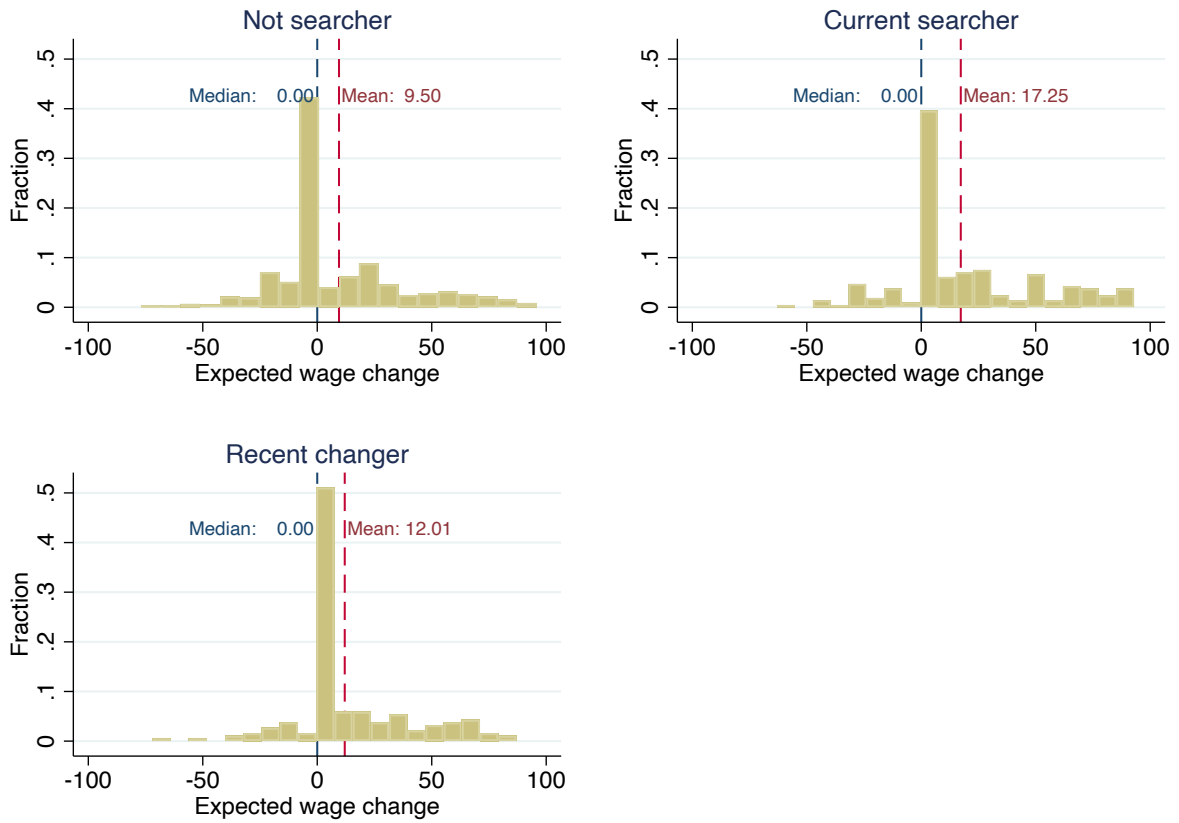 Not searcher
Fraction
.5
.4
.3
.2
.1
0
Median: 0.00
Mean: 9.50
-100 -50 0 50 100
Expected wage change
Current searcher
Fraction
.5
.4
.3
.2
.1
0
Median: 0.00
Mean: 17.25
-100 -50 0 50 100
Expected wage change
Recent changer
Fraction
.5
.4
.3
.2
.1
0
Median: 0.00
Mean: 12.01
-100 -50 0 50 100
Expected wage change